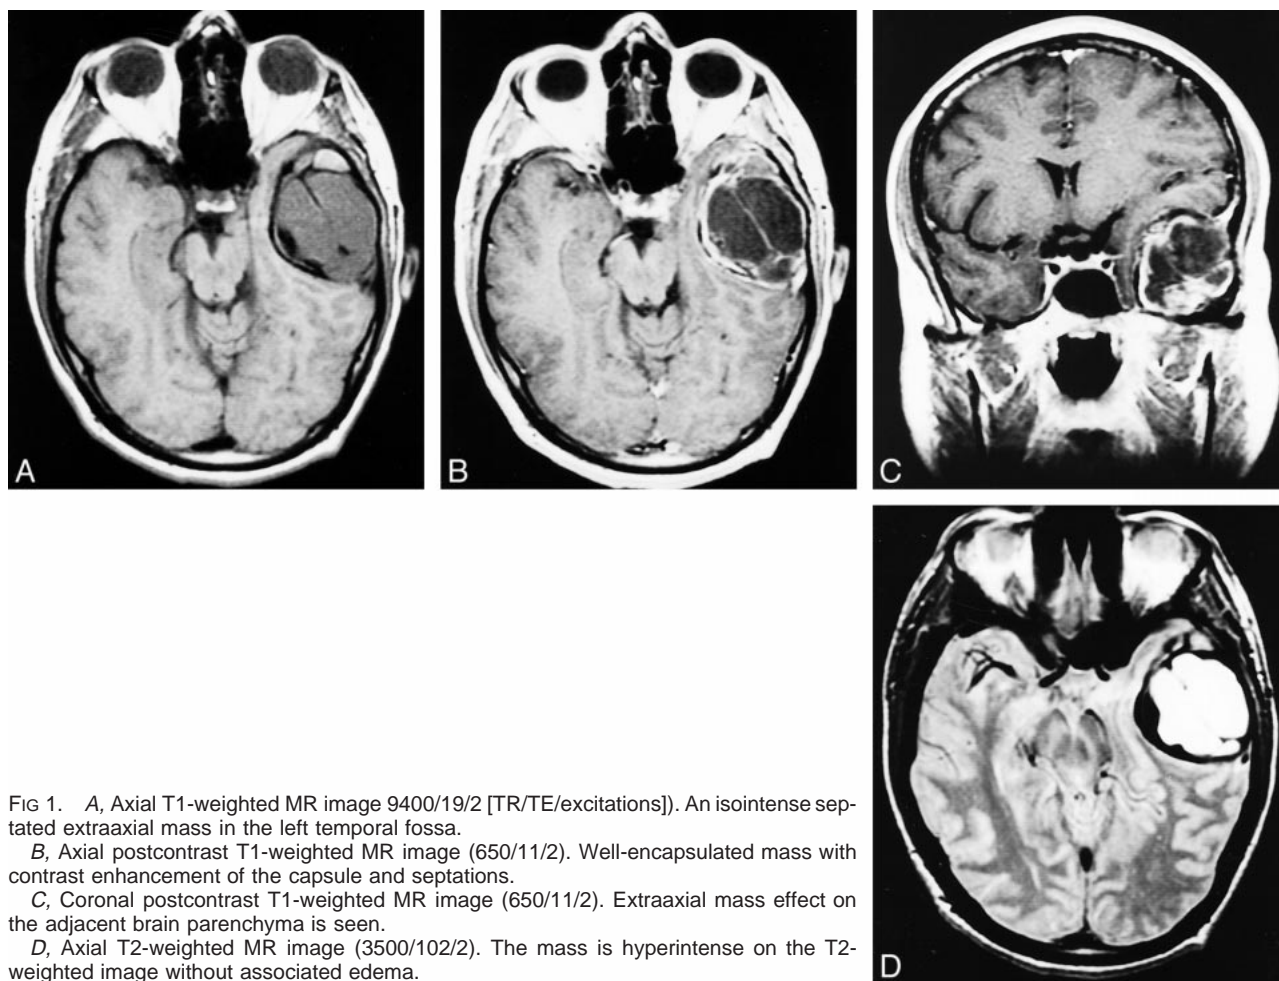 A
B
C
D
FIG 1. A, Axial T1-weighted MR image 9400/19/2 [TR/TE/excitations]). An isointense sep-
tated extraaxial mass in the left temporal fossa.
B, Axial postcontrast T1-weighted MR image (650/11/2). Well-encapsulated mass with
contrast enhancement of the capsule and septations.
C, Coronal postcontrast T1-weighted MR image (650/11/2). Extraaxial mass effect on
the adjacent brain parenchyma is seen.
D, Axial T2-weighted MR image (3500/102/2). The mass is hyperintense on the T2-
weighted image without associated edema.